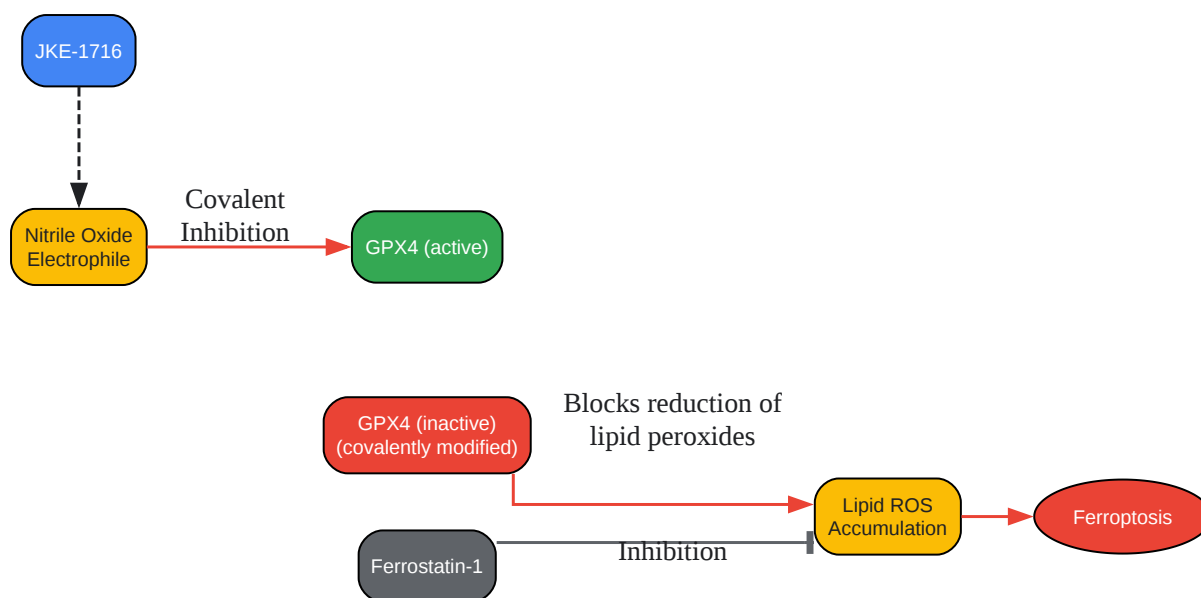 JKE-1716
Covalent
Inhibition
Nitrile Oxide
Electrophile
GPX4 (active)
Blocks reduction of
lipid peroxides
GPX4 (inactive)
(covalently modified)
Lipid ROS
Accumulation
Ferroptosis
Inhibition
Ferrostatin-1